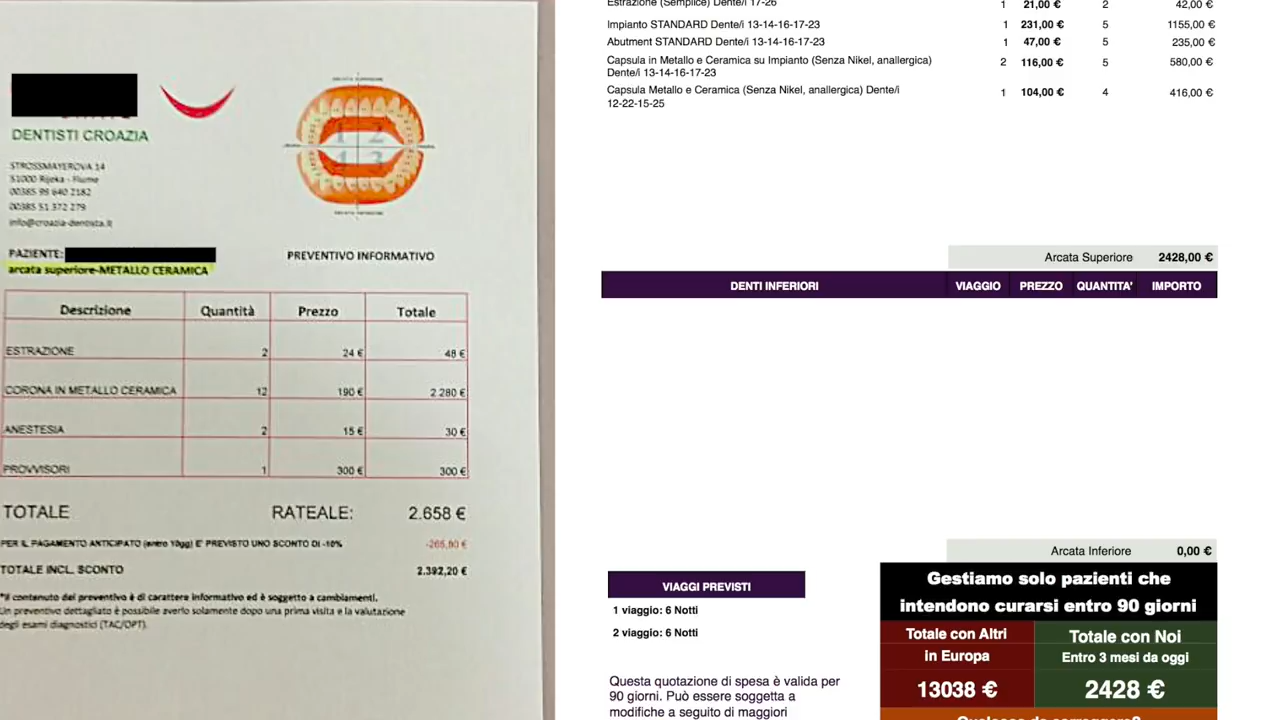 DENTISTI CROAZIA
STROSSMAYEROVA 14
51000 Rijeka - Fiume
00385 99 640 2182
00385 51 372 279
info@croazia-dentista.it
PAZIENTE:
arcata superiore-METALLO CERAMICA
PREVENTIVO INFORMATIVO
1 2
4 3
Descrizione Quantità Prezzo Totale
ESTRAZIONE 2 24 € 48 €
CORONA IN METALLO CERAMICA 12 190 € 2 280 €
ANESTESIA 2 15 € 30 €
PROVVISORI 1 300 € 300 €
TOTALE RATEALE: 2.658 €
PER IL PAGAMENTO ANTICIPATO (entro 10gg) E' PREVISTO UNO SCONTO DI -10% -265,80 €
TOTALE INCL. SCONTO 2.392,20 €
*Il contenuto del preventivo è di carattere informativo ed è soggetto a cambiamenti.
Un preventivo dettagliato è possibile averlo solamente dopo una prima visita e la valutazione
degli esami diagnostici (TAC/OPT).
Estrazione (Semplice) Dente/i 17-26 1 21,00 € 2 42,00 €
Impianto STANDARD Dente/i 13-14-16-17-23 1 231,00 € 5 1155,00 €
Abutment STANDARD Dente/i 13-14-16-17-23 1 47,00 € 5 235,00 €
Capsula in Metallo e Ceramica su Impianto (Senza Nikel, anallergica) 2 116,00 € 5 580,00 €
Dente/i 13-14-16-17-23
Capsula Metallo e Ceramica (Senza Nikel, anallergica) Dente/i 1 104,00 € 4 416,00 €
12-22-15-25
Arcata Superiore 2428,00 €
DENTI INFERIORI VIAGGIO PREZZO QUANTITA' IMPORTO
Arcata Inferiore 0,00 €
VIAGGI PREVISTI
1 viaggio: 6 Notti
2 viaggio: 6 Notti
Questa quotazione di spesa è valida per
90 giorni. Può essere soggetta a
modifiche a seguito di maggiori
Gestiamo solo pazienti che
intendono curarsi entro 90 giorni
Totale con Altri
in Europa
13038 €
Totale con Noi
Entro 3 mesi da oggi
2428 €